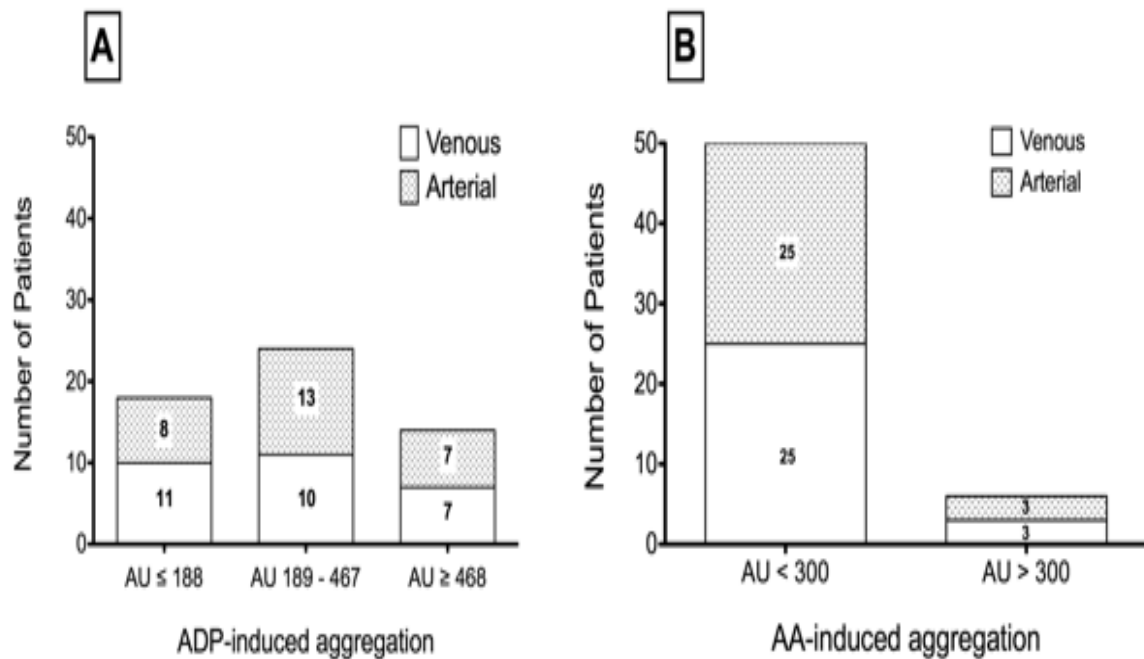 A
Venous
Arterial
Number of Patients
50
40
30
20
10
0
8
11
13
10
7
7
AU ≤ 188
AU 189 - 467
AU ≥ 468
ADP-induced aggregation
B
Venous
Arterial
Number of Patients
50
40
30
20
10
0
25
25
3
3
AU < 300
AU > 300
AA-induced aggregation